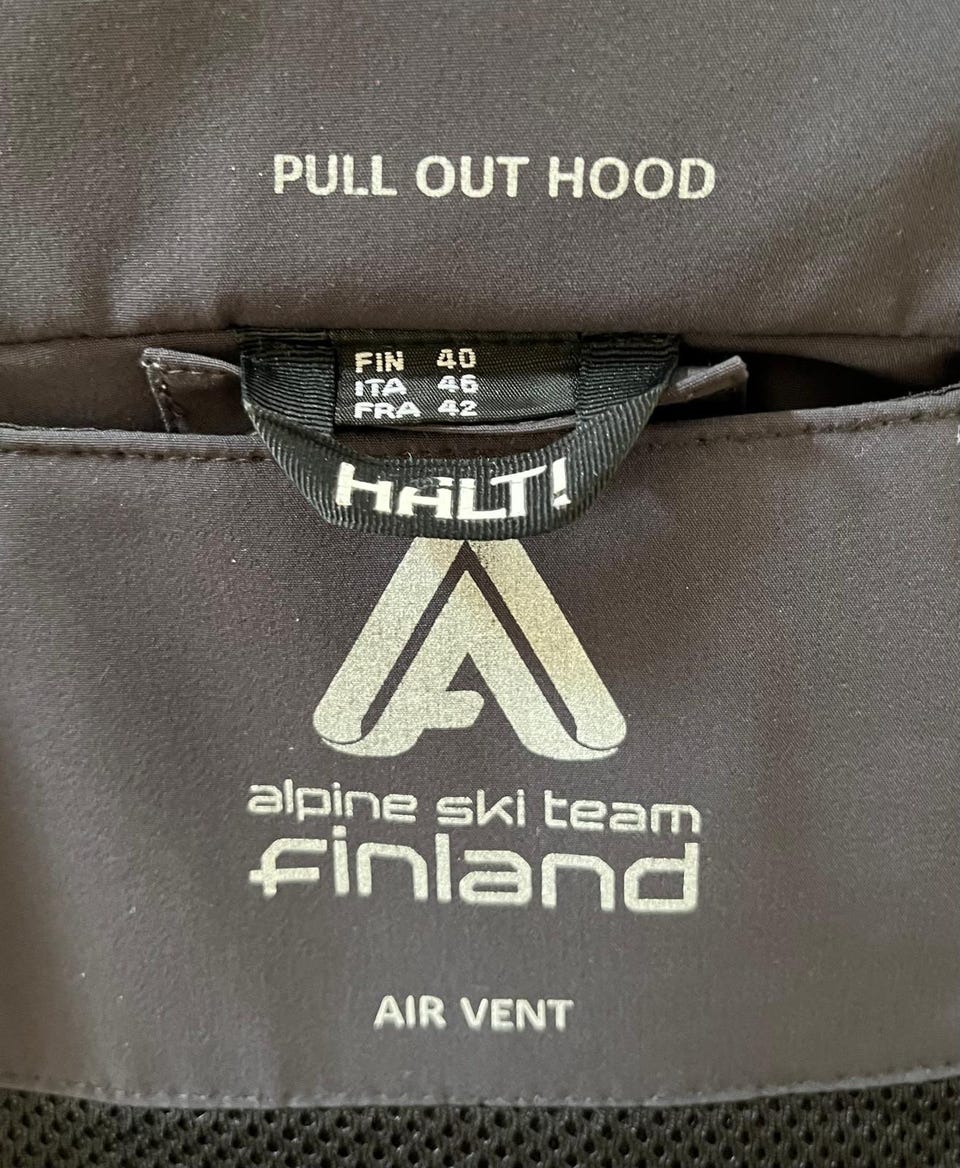 PULL OUT HOOD
FIN 40
ITA 46
FRA 42
HALTI
alpine ski team
finland
AIR VENT